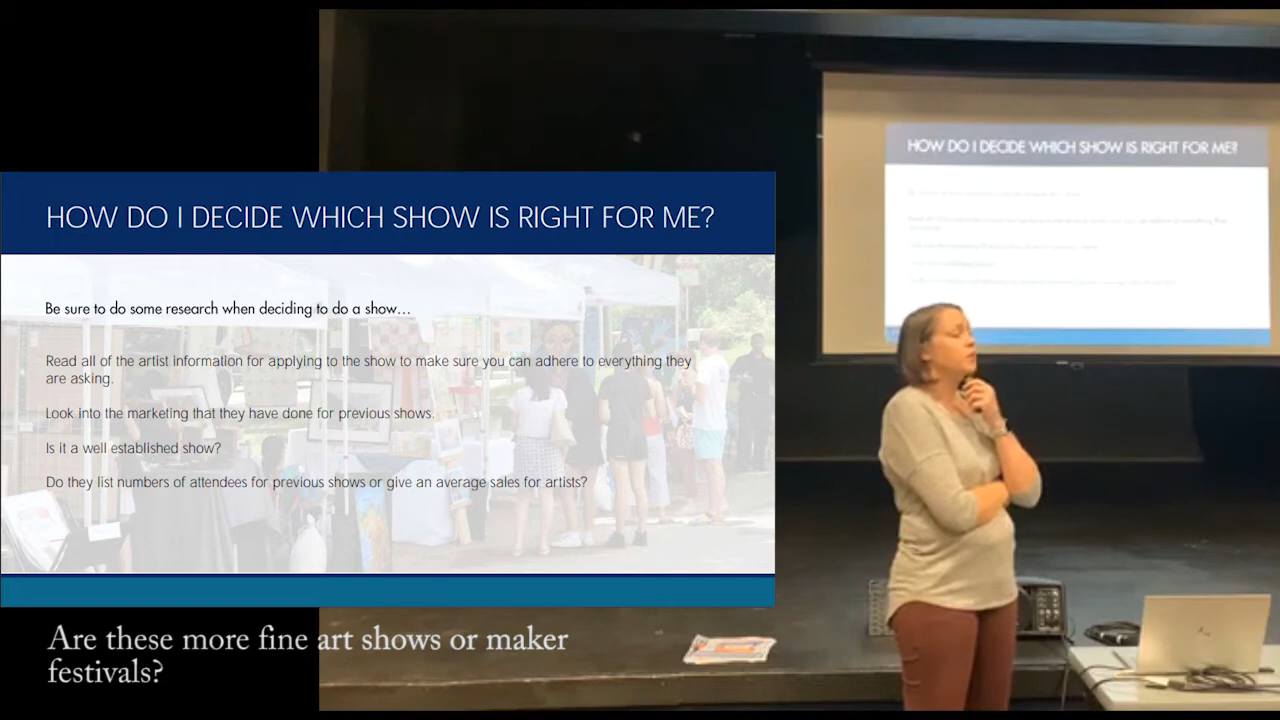 HOW DO I DECIDE WHICH SHOW IS RIGHT FOR ME?
Be sure to do some research when deciding to do a show...
Read all of the artist information for applying to the show to make sure you can adhere to everything they
are asking.
Look into the marketing that they have done for previous shows.
Is it a well established show?
Do they list numbers of attendees for previous shows or give an average sales for artists?
Are these more fine art shows or maker
festivals?
HOW DO I DECIDE WHICH SHOW IS RIGHT FOR ME?